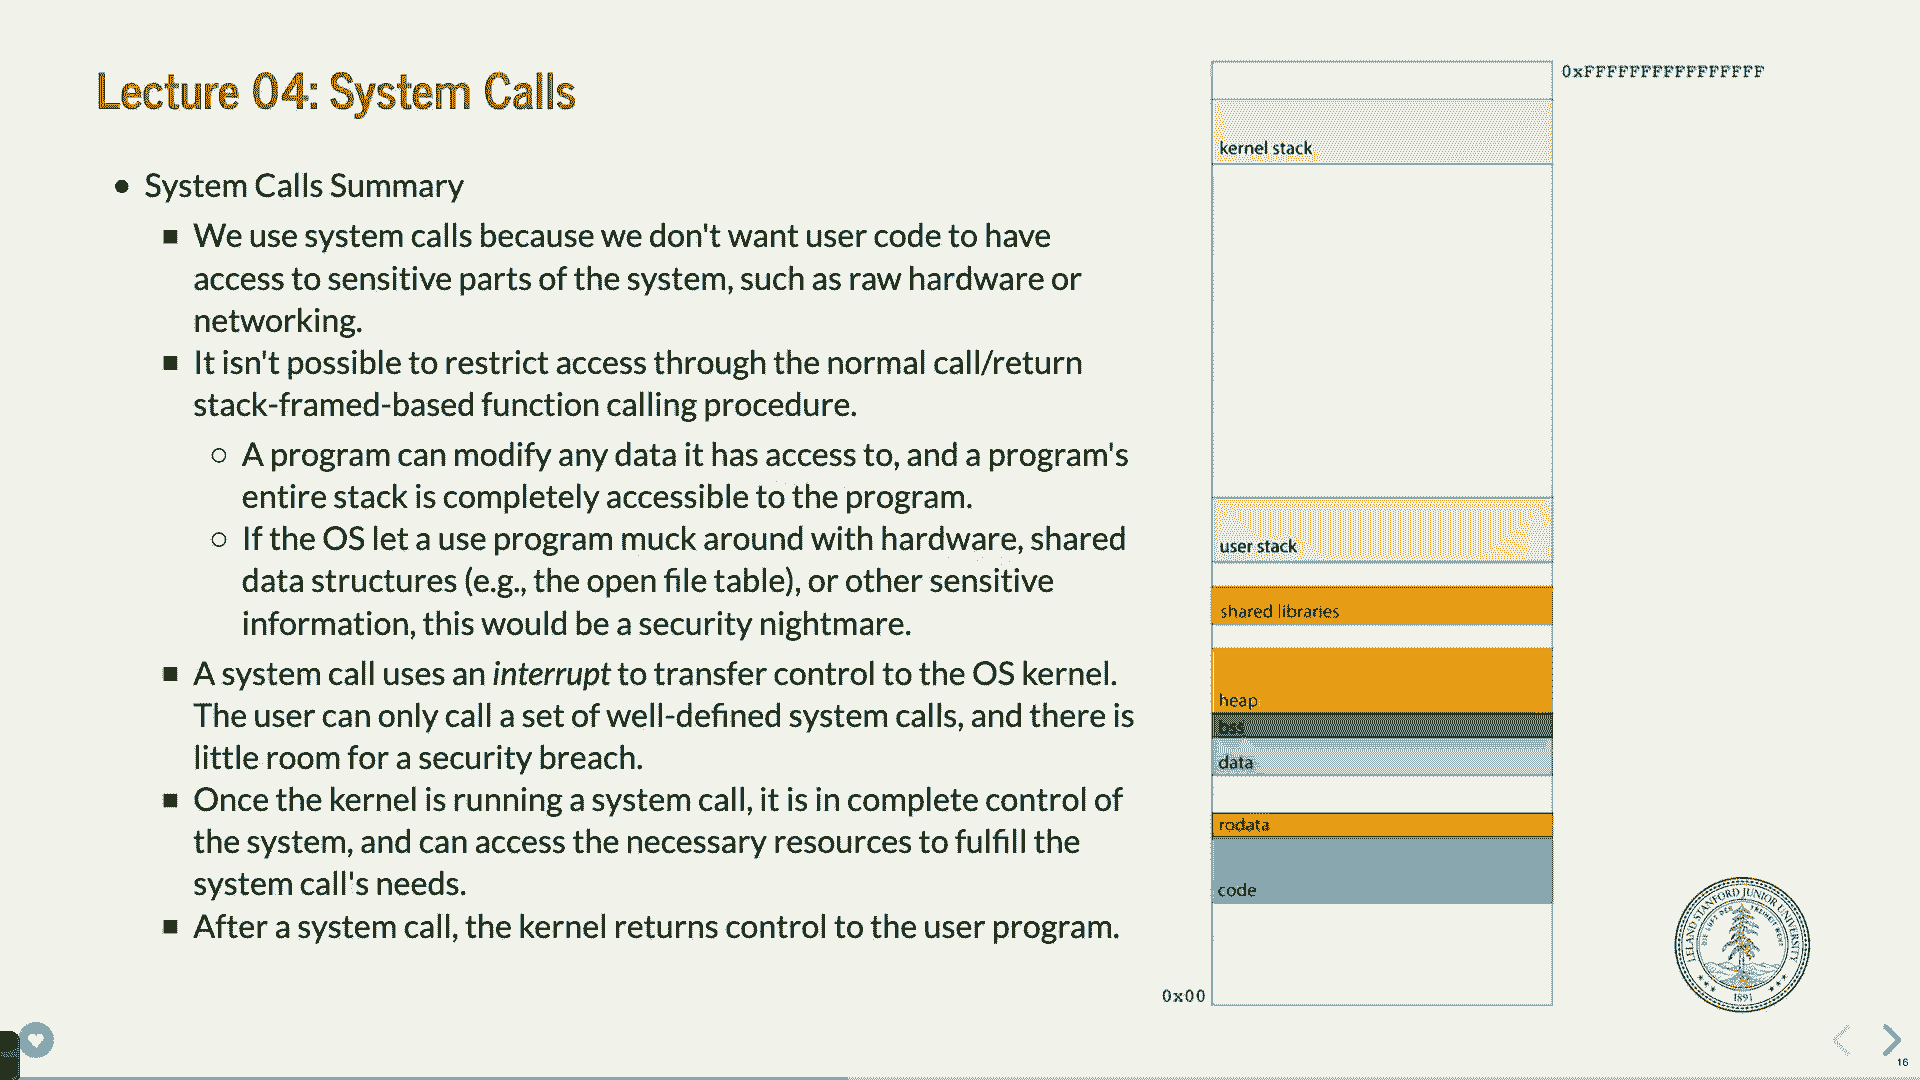 Lecture 04: System Calls
● System Calls Summary
■ We use system calls because we don't want user code to have
access to sensitive parts of the system, such as raw hardware or
networking.
■ It isn't possible to restrict access through the normal call/return
stack-framed-based function calling procedure.
○ A program can modify any data it has access to, and a program's
entire stack is completely accessible to the program.
○ If the OS let a use program muck around with hardware, shared
data structures (e.g., the open file table), or other sensitive
information, this would be a security nightmare.
■ A system call uses an interrupt to transfer control to the OS kernel.
The user can only call a set of well-defined system calls, and there is
little room for a security breach.
■ Once the kernel is running a system call, it is in complete control of
the system, and can access the necessary resources to fulfill the
system call's needs.
■ After a system call, the kernel returns control to the user program.
0xFFFFFFFFFFFFFFFF
kernel stack
user stack
shared libraries
heap
bss
data
rodata
code
0x00
LELAND STANFORD JUNIOR UNIVERSITY
1891
16